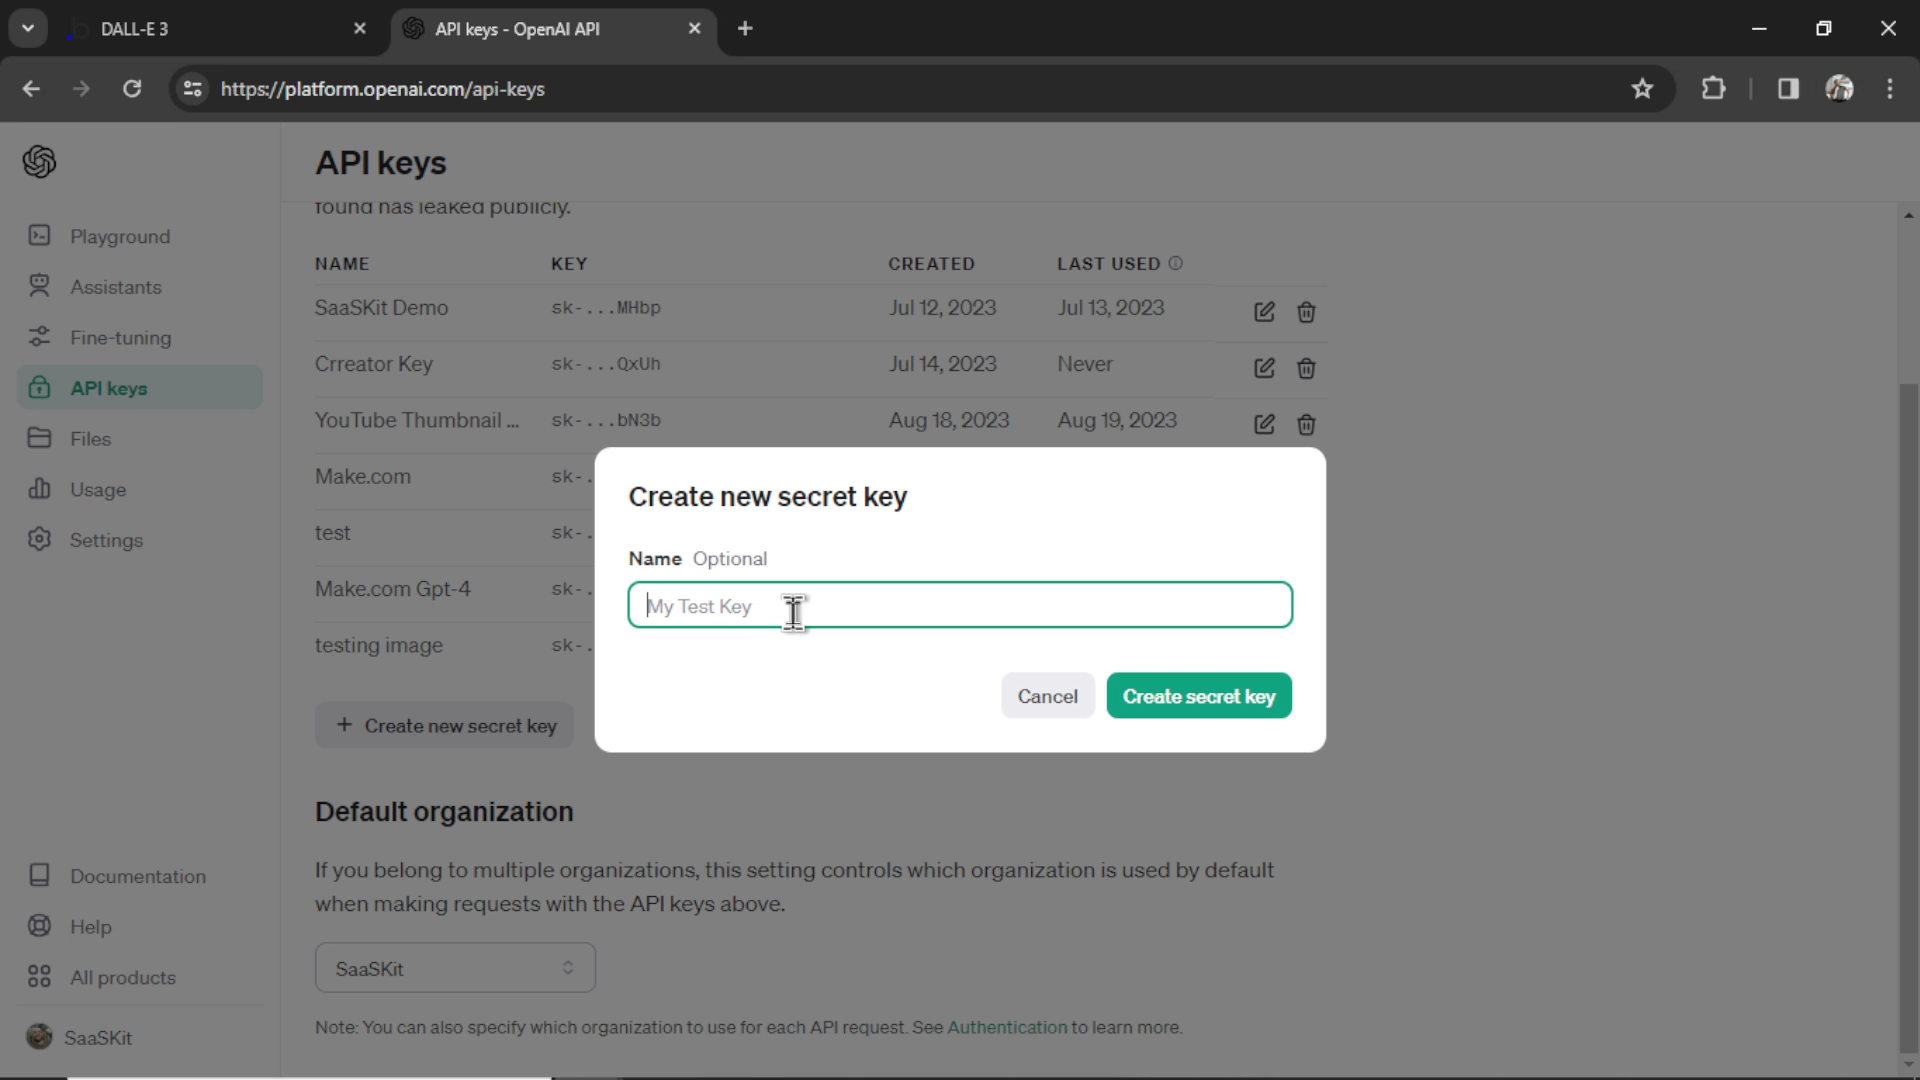 DALL-E 3
API keys - OpenAI API
https://platform.openai.com/api-keys
API keys
found has leaked publicly.
Playground
Assistants
Fine-tuning
API keys
Files
Usage
Settings
NAME KEY CREATED LAST USED
SaaSKit Demo sk-...MHbp Jul 12, 2023 Jul 13, 2023
Crreator Key sk-...QxUh Jul 14, 2023 Never
YouTube Thumbnail ... sk-...bN3b Aug 18, 2023 Aug 19, 2023
Make.com sk-.
test sk-.
Make.com Gpt-4 sk-.
testing image sk-.
+ Create new secret key
Create new secret key
Name Optional
My Test Key
Cancel Create secret key
Default organization
If you belong to multiple organizations, this setting controls which organization is used by default
when making requests with the API keys above.
SaaSKit
Note: You can also specify which organization to use for each API request. See Authentication to learn more.
Documentation
Help
All products
SaaSKit